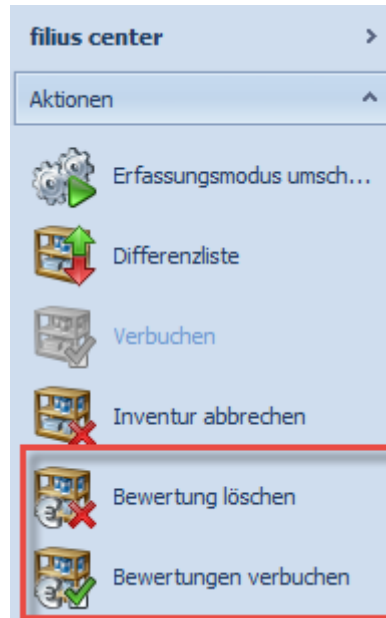 filius center
Aktionen
Erfassungsmodus umsch...
Differenzliste
Verbuchen
Inventur abbrechen
Bewertung löschen
Bewertungen verbuchen